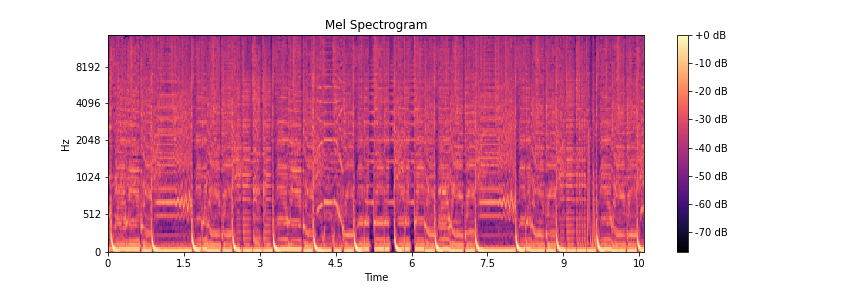 Mel Spectrogram
+0 dB
8192
-10 dB
4096
-20 dB
-30 dB
2048
Hz
-40 dB
1024
-50 dB
512
-60 dB
-70 dB
0
0 1.5 3 4.5 6 7.5 9 10
Time